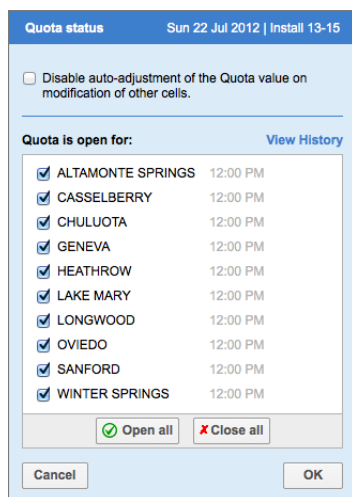 Quota status Sun 22 Jul 2012 | Install 13-15
Disable auto-adjustment of the Quota value on
modification of other cells.
Quota is open for: View History
ALTAMONTE SPRINGS 12:00 PM
CASSELBERRY 12:00 PM
CHULUOTA 12:00 PM
GENEVA 12:00 PM
HEATHROW 12:00 PM
LAKE MARY 12:00 PM
LONGWOOD 12:00 PM
OVIEDO 12:00 PM
SANFORD 12:00 PM
WINTER SPRINGS 12:00 PM
Open all Close all
Cancel OK